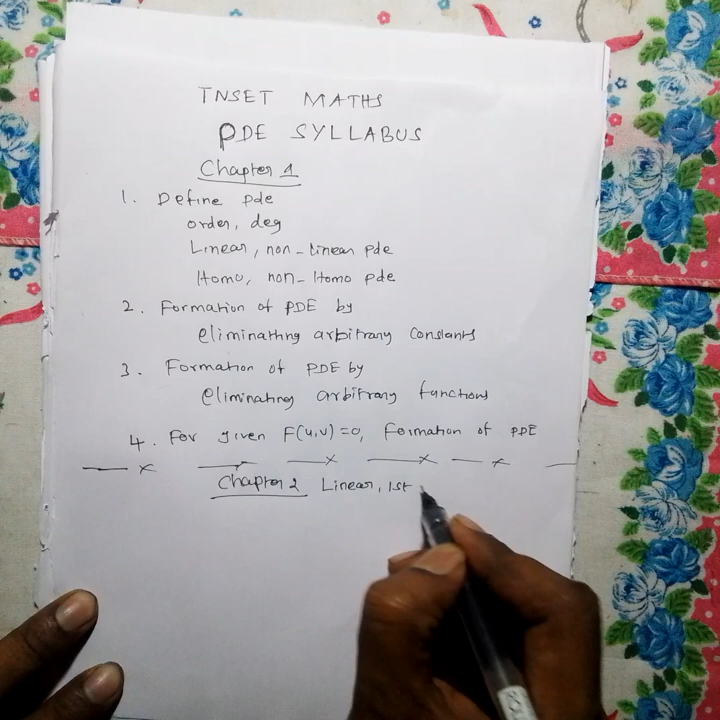 TNSET MATHS
PDE SYLLABUS
Chapter 1
1. Define pde
order, deg
Linear, non-linear pde
Homo, non-Homo pde
2. Formation of PDE by
eliminating arbitrary constants
3. Formation of PDE by
eliminating arbitrary functions
4. For given F(u,v)=0, Formation of PDE
Chapter 2 Linear, 1st